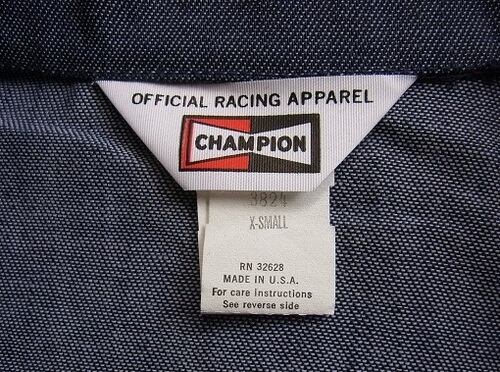 OFFICIAL RACING APPAREL
CHAMPION
3824
X-SMALL
RN 32628
MADE IN U.S.A.
For care instructions
See reverse side